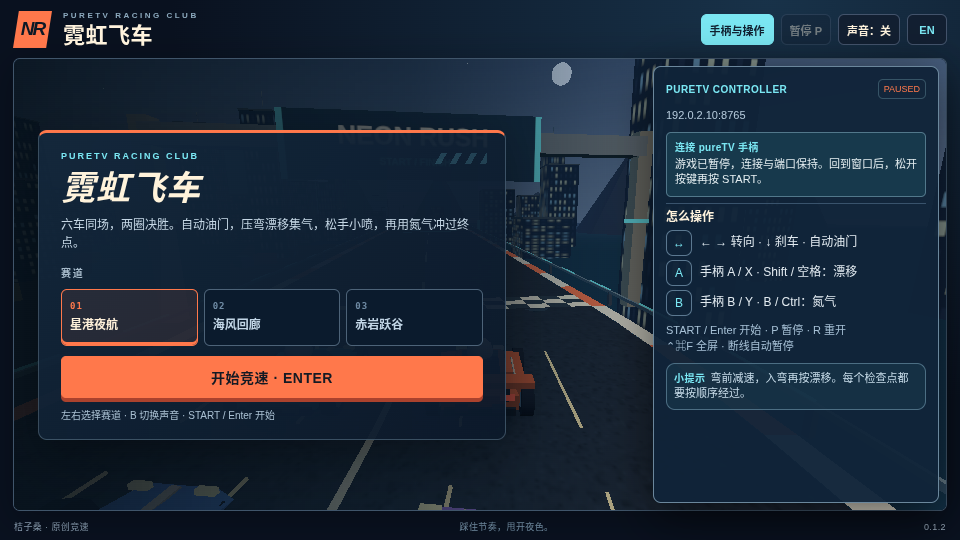 NR
PURETV RACING CLUB
霓虹飞车
手柄与操作
暂停 P
声音: 关
EN
NEON RUSH
PURETV RACING CLUB
霓虹飞车
六车同场，两圈决胜。自动油门，压弯漂移集气，松手小喷，再用氮气冲过终
点。
赛道
01
星港夜航
02
海风回廊
03
赤岩跃谷
开始竞速 · ENTER
左右选择赛道 · B 切换声音 · START / Enter 开始
PURETV CONTROLLER
PAUSED
192.0.2.10:8765
连接 pureTV 手柄
游戏已暂停，连接与端口保持。回到窗口后，松开
按键再按 START。
怎么操作
↔ ← → 转向 · ↓ 刹车 · 自动油门
A 手柄 A / X · Shift / 空格：漂移
B 手柄 B / Y · B / Ctrl：氮气
START / Enter 开始 · P 暂停 · R 重开
⌃⌘F 全屏 · 断线自动暂停
小提示 弯前减速，入弯再按漂移。每个检查点都
要按顺序经过。
桔子桑 · 原创竞速
踩住节奏，甩开夜色。
0.1.2